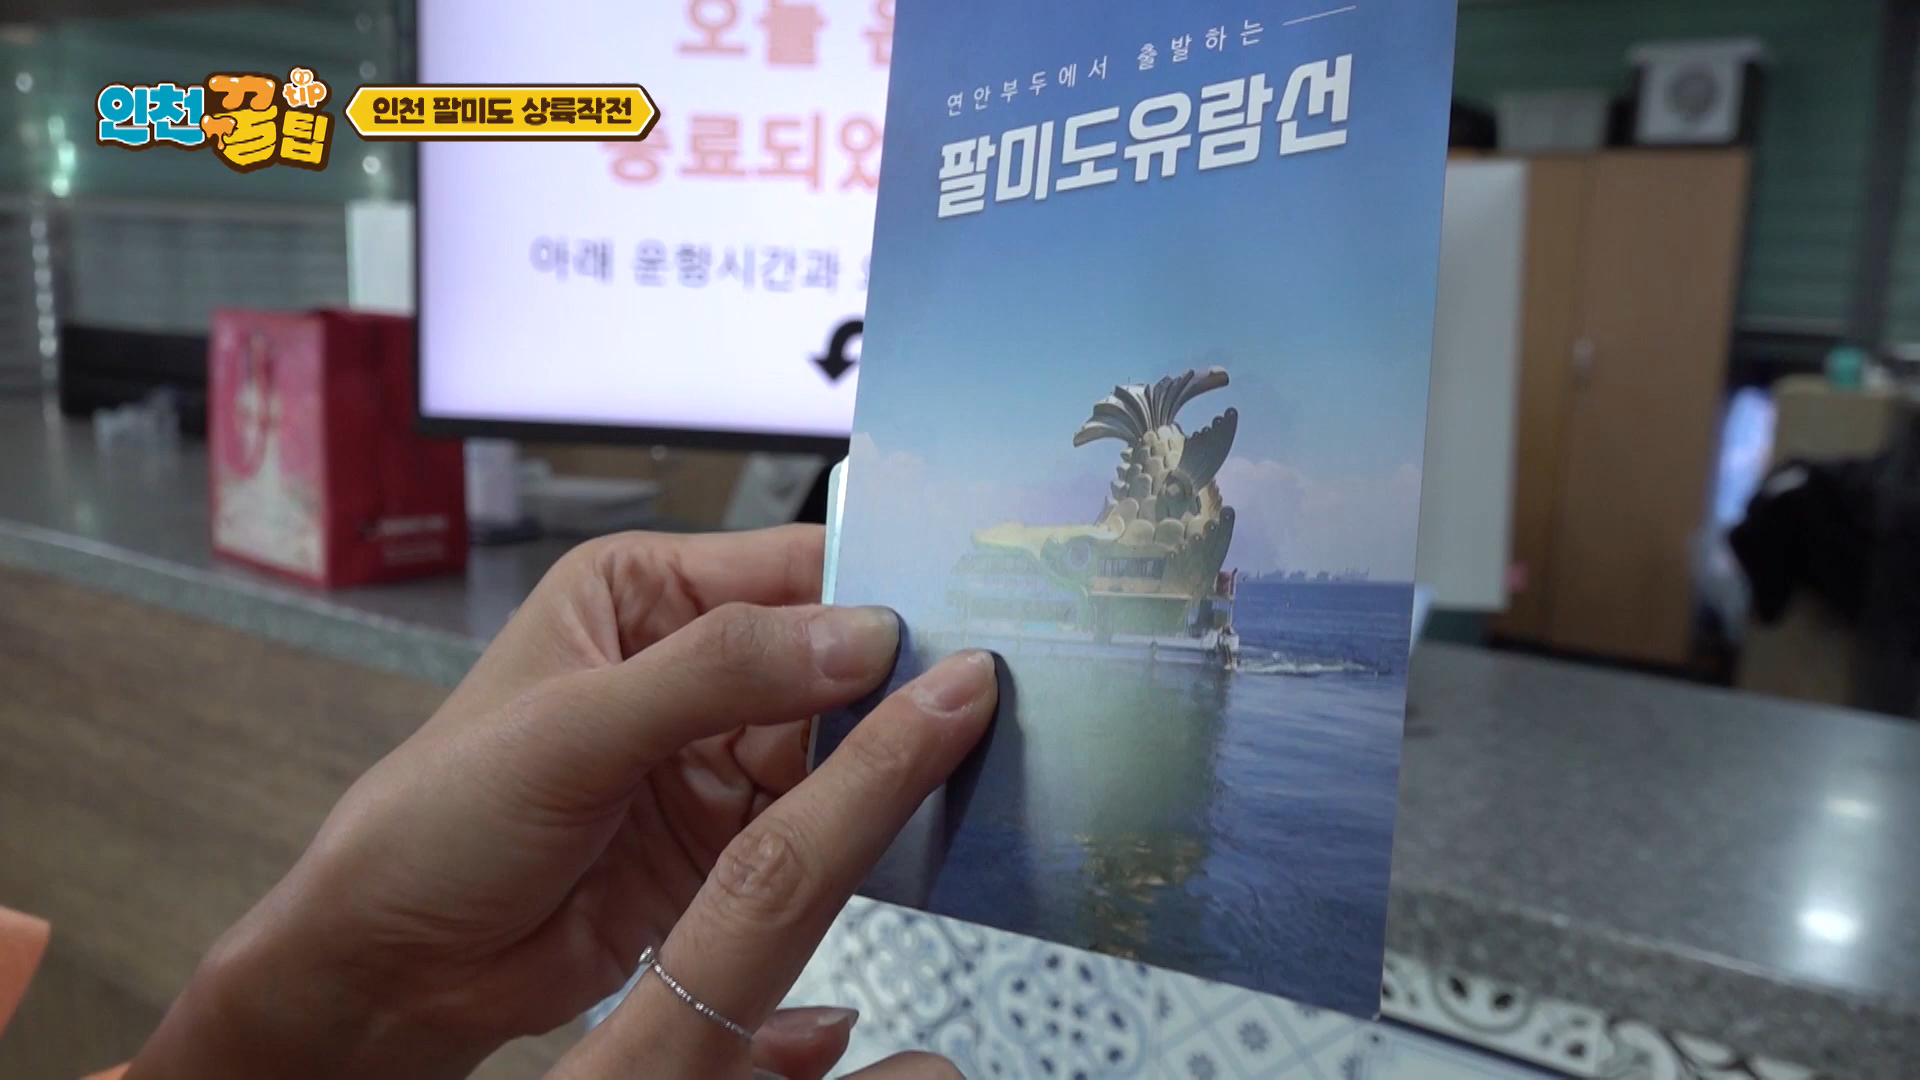 인천 꿀팁 tip
인천 팔미도 상륙작전
오늘
종료되었
아래 운항시간과
연안부두에서 출발하는
팔미도유람선